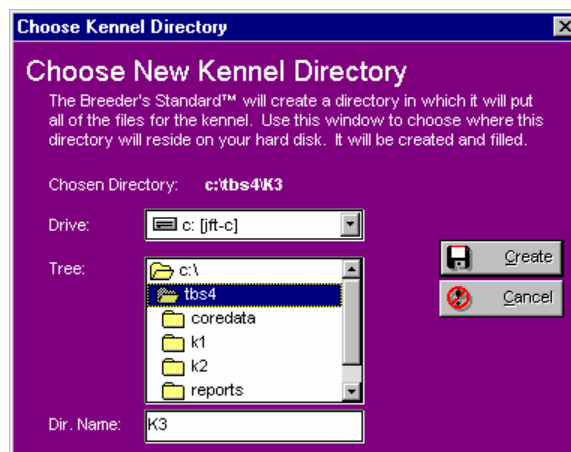 Choose Kennel Directory
Choose New Kennel Directory
The Breeder's Standard™ will create a directory in which it will put
all of the files for the kennel. Use this window to choose where this
directory will reside on your hard disk. It will be created and filled.
Chosen Directory: c:\tbs4\K3
Drive: c: [jft-c]
Tree: c:\
tbs4
coredata
k1
k2
reports
Create
Cancel
Dir. Name: K3